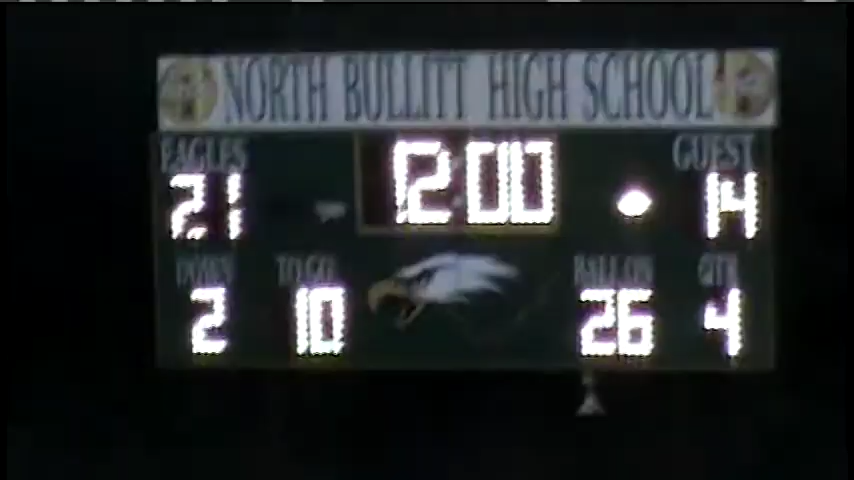 NORTH BULLITT HIGH SCHOOL
EAGLES 12:00 GUEST
21 14
DOWN TO GO BALL ON QTR
2 10 26 4